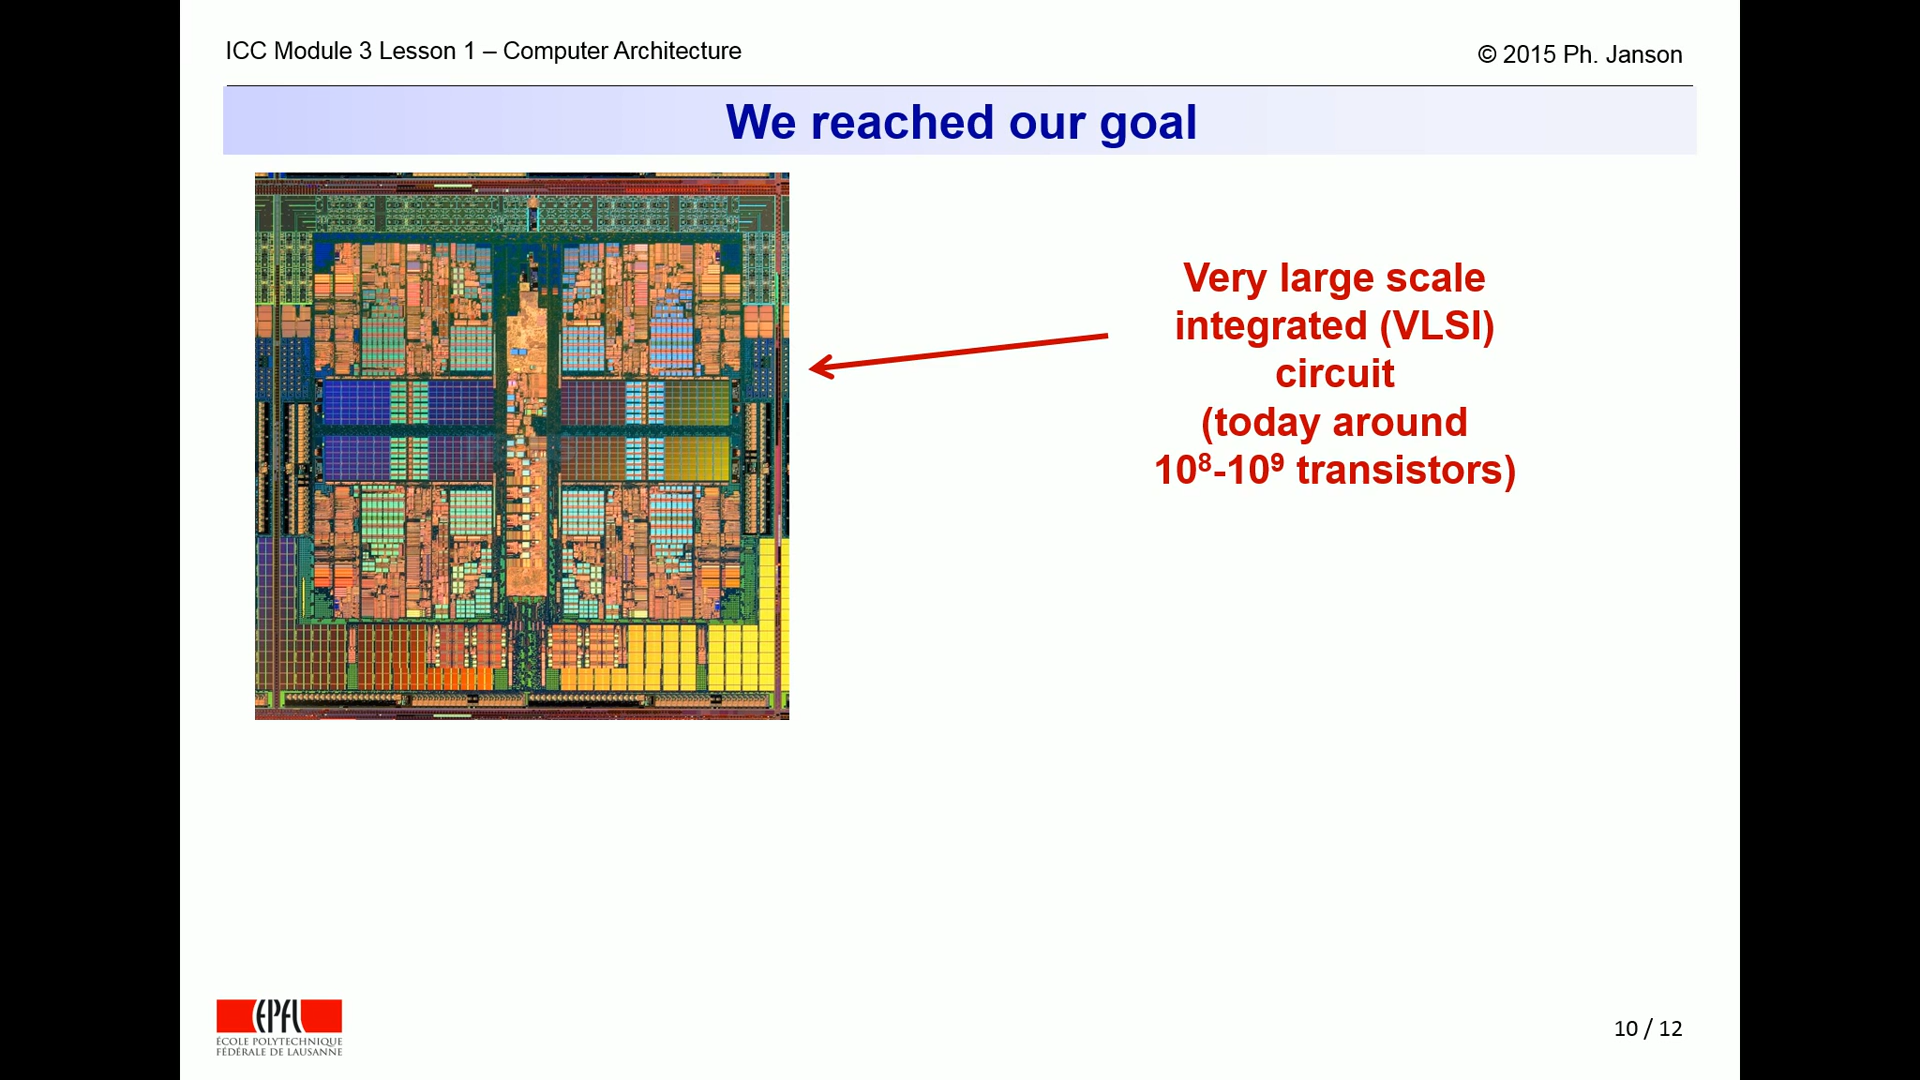 ICC Module 3 Lesson 1 – Computer Architecture
© 2015 Ph. Janson
We reached our goal
Very large scale
integrated (VLSI)
circuit
(today around
10⁸-10⁹ transistors)
EPFL
ÉCOLE POLYTECHNIQUE
FÉDÉRALE DE LAUSANNE
10 / 12